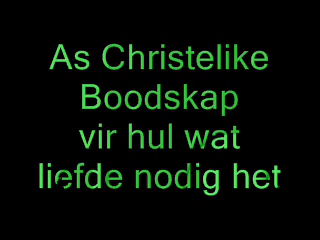 As Christelike
Boodskap
vir hul wat
liefde nodig het